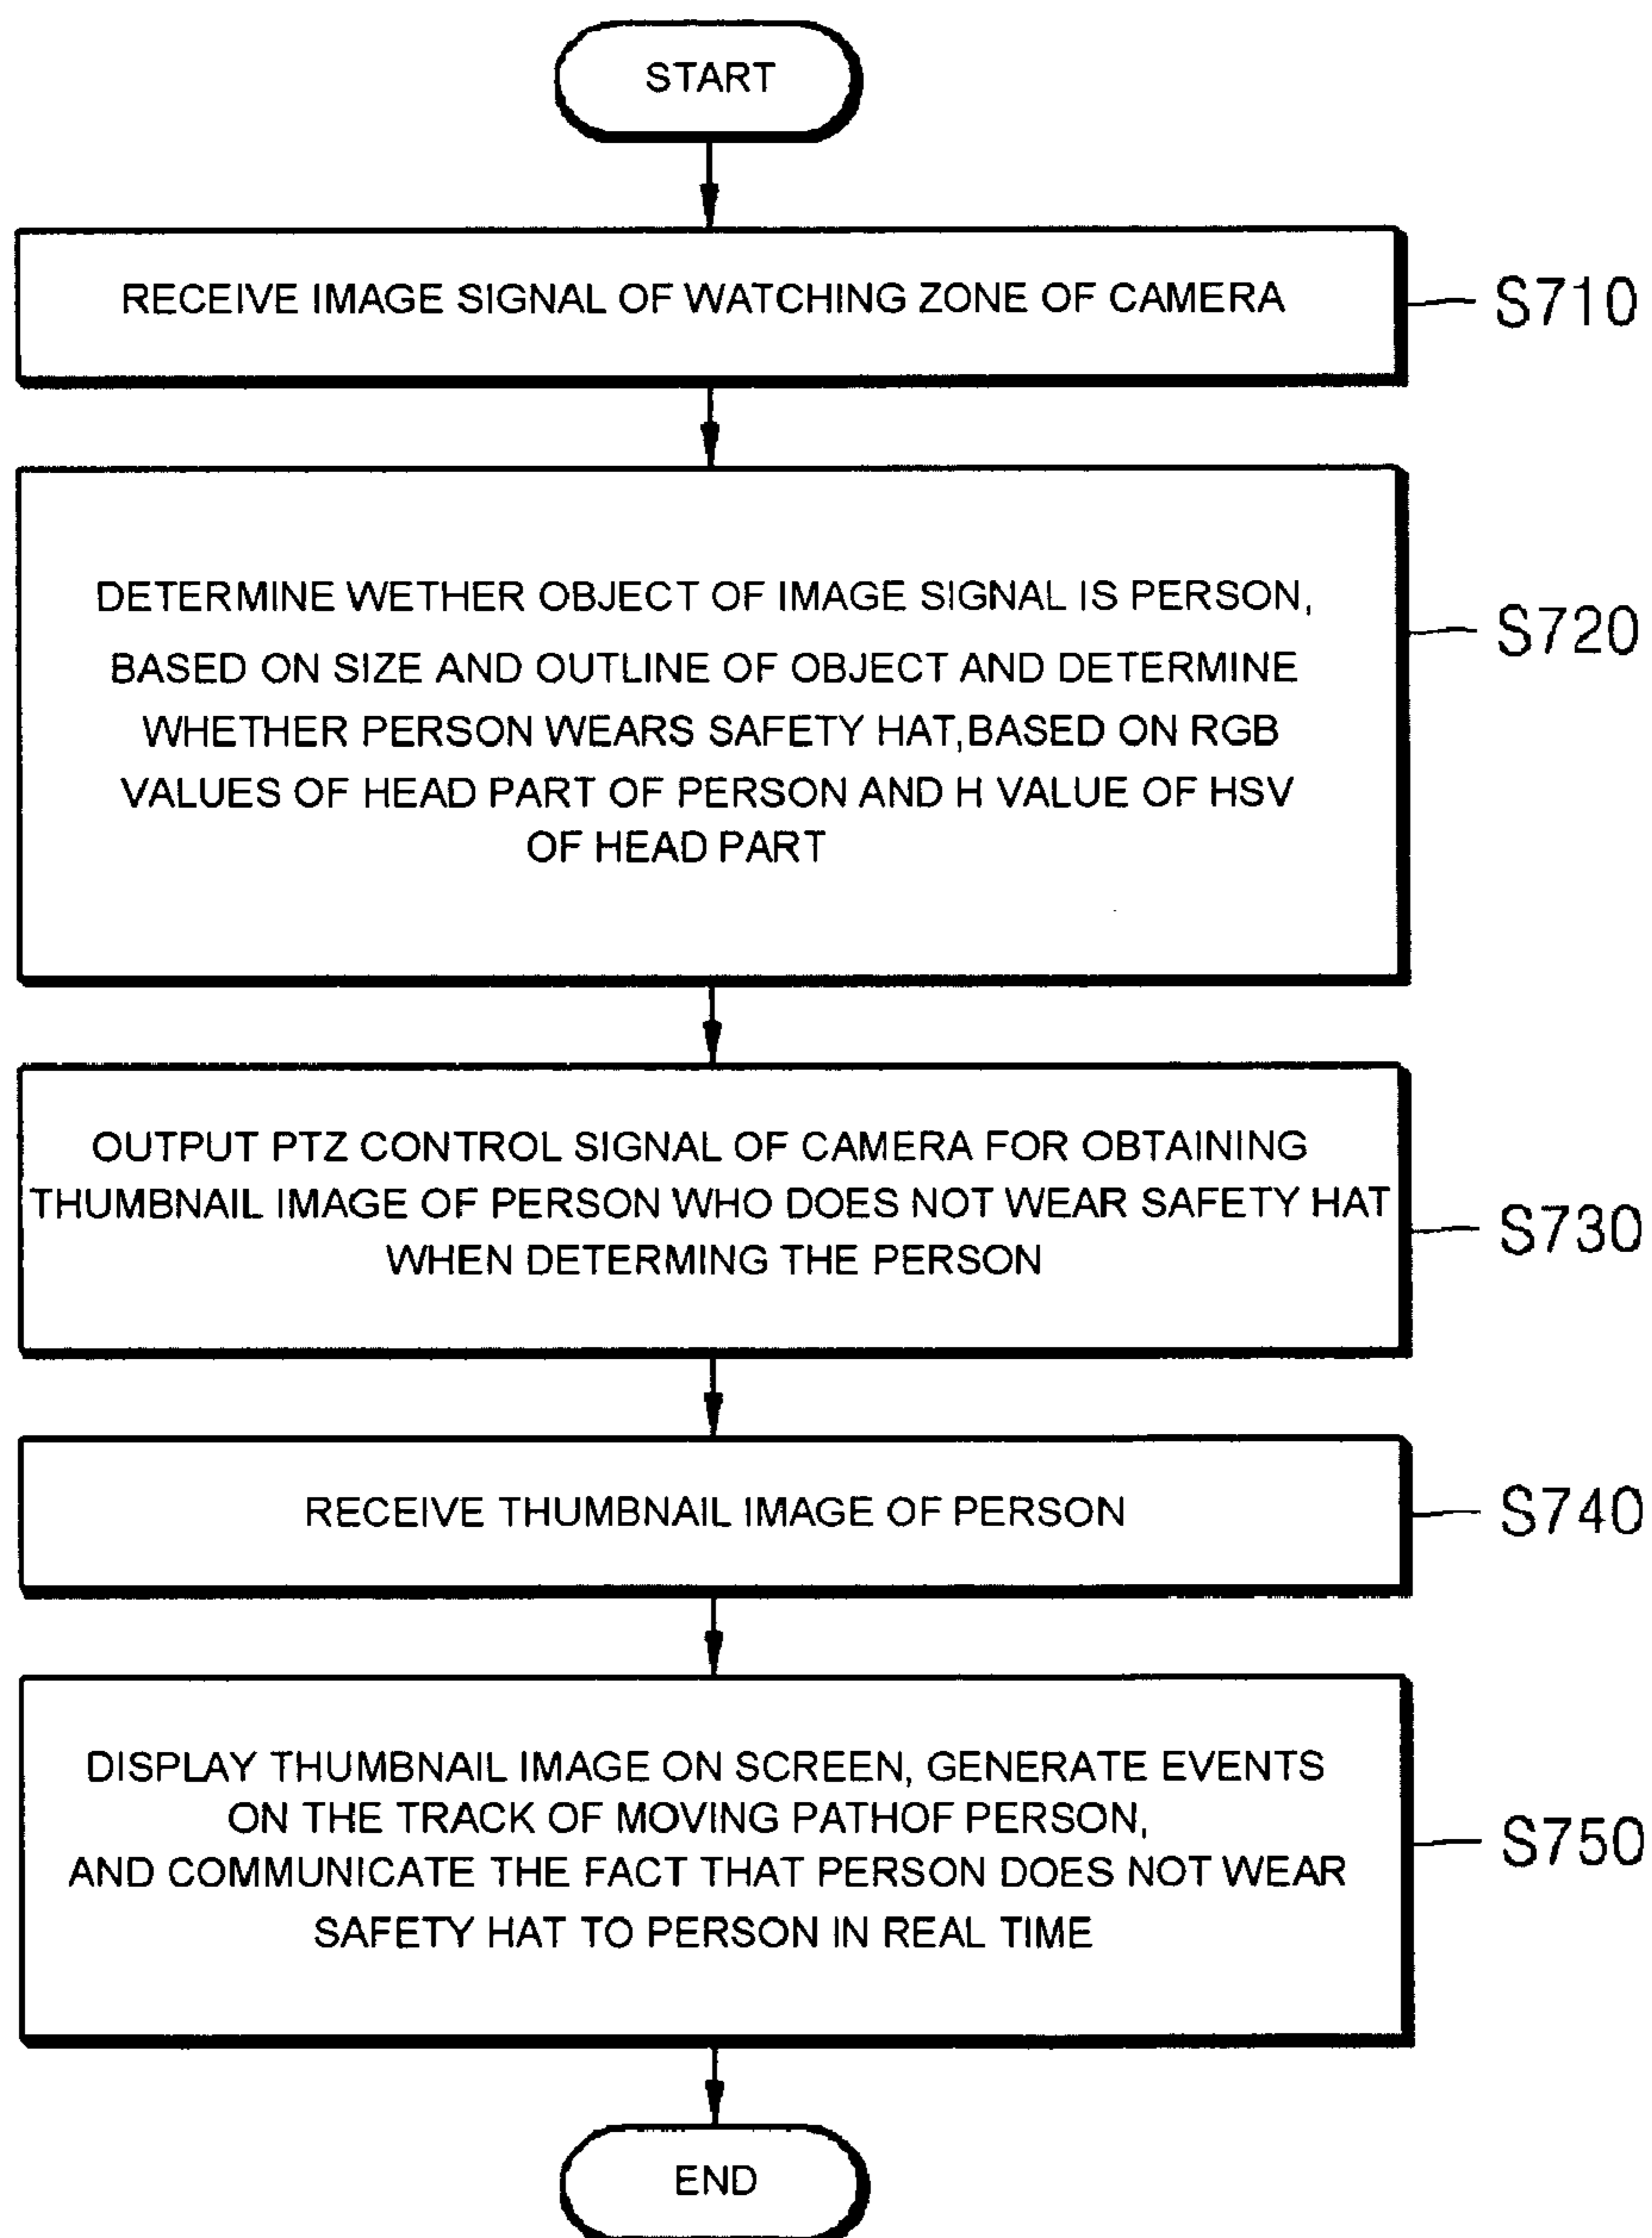 START
RECEIVE IMAGE SIGNAL OF WATCHING ZONE OF CAMERA
S710
DETERMINE WETHER OBJECT OF IMAGE SIGNAL IS PERSON,
BASED ON SIZE AND OUTLINE OF OBJECT AND DETERMINE
WHETHER PERSON WEARS SAFETY HAT,BASED ON RGB
VALUES OF HEAD PART OF PERSON AND H VALUE OF HSV
OF HEAD PART
S720
OUTPUT PTZ CONTROL SIGNAL OF CAMERA FOR OBTAINING
THUMBNAIL IMAGE OF PERSON WHO DOES NOT WEAR SAFETY HAT
WHEN DETERMING THE PERSON
S730
RECEIVE THUMBNAIL IMAGE OF PERSON
S740
DISPLAY THUMBNAIL IMAGE ON SCREEN, GENERATE EVENTS
ON THE TRACK OF MOVING PATHOF PERSON,
AND COMMUNICATE THE FACT THAT PERSON DOES NOT WEAR
SAFETY HAT TO PERSON IN REAL TIME
S750
END